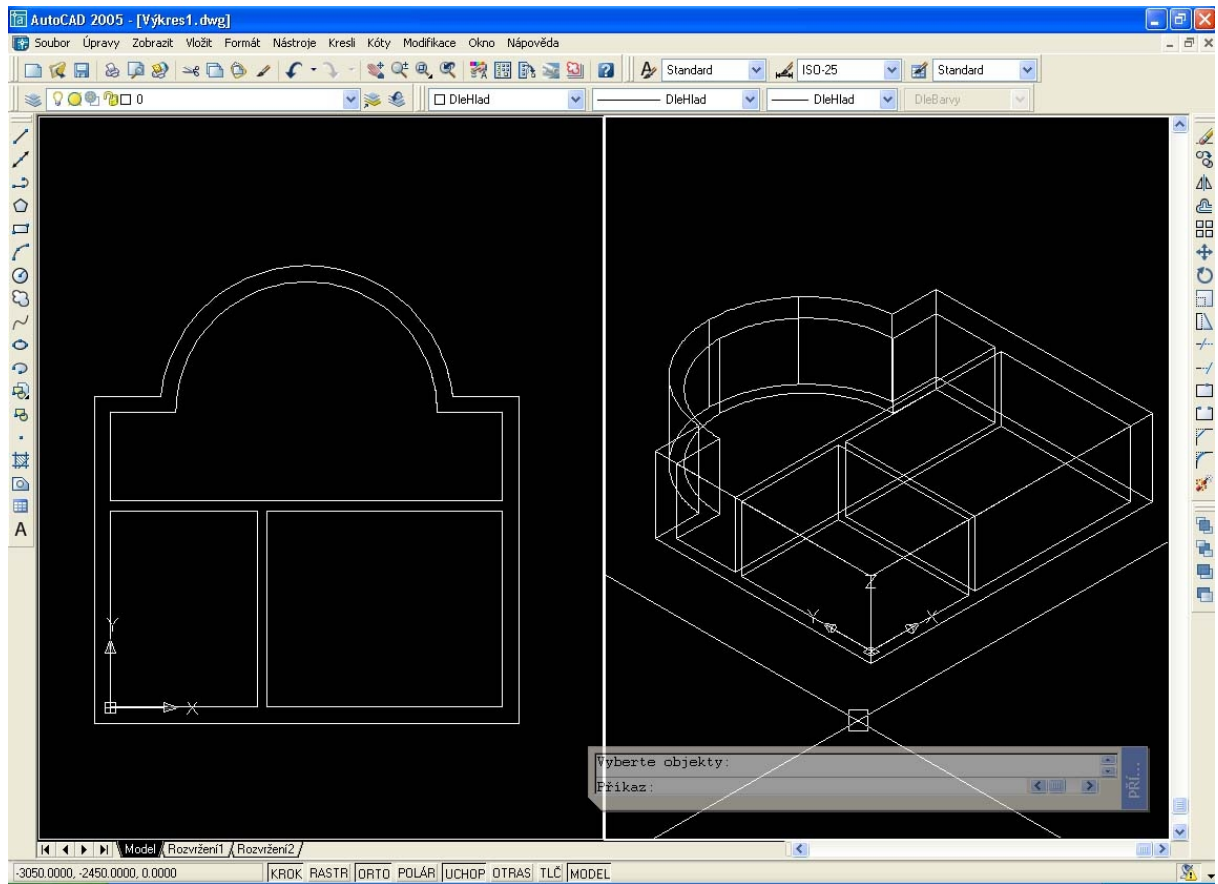 AutoCAD 2005 - [Výkres1.dwg]
Soubor Úpravy Zobrazit Vložit Formát Nástroje Kresli Kóty Modifikace Okno Nápověda
Standard ISO-25 Standard
0 DleHlad DleHlad DleHlad DleBarvy
A
Z
Y X
Y
X
Vyberte objekty:
Příkaz:
PŘÍ...
Model Rozvržení1 Rozvržení2
-3050.0000, -2450.0000, 0.0000 KROK RASTR ORTO POLÁR UCHOP OTRAS TLČ MODEL